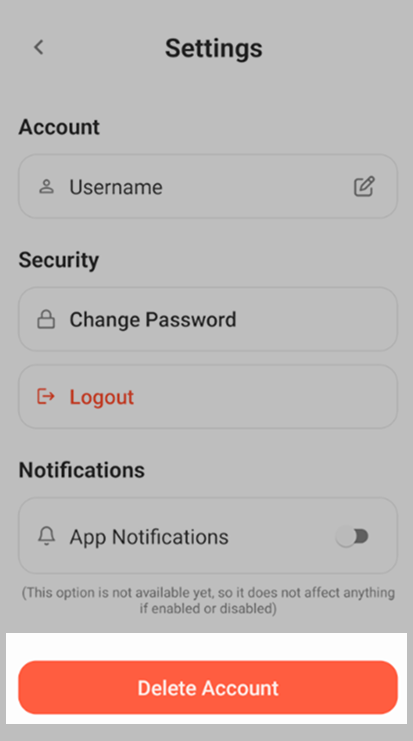 Settings
Account
Username
Security
Change Password
Logout
Notifications
App Notifications
(This option is not available yet, so it does not affect anything
if enabled or disabled)
Delete Account